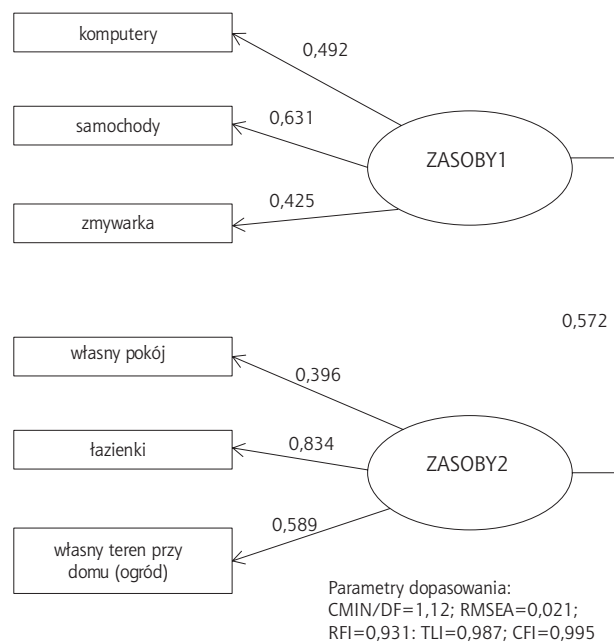 komputery
0,492
samochody
0,631
ZASOBY1
zmywarka
0,425
0,572
własny pokój
0,396
łazienki
0,834
ZASOBY2
własny teren przy
domu (ogród)
0,589
Parametry dopasowania:
CMIN/DF=1,12; RMSEA=0,021;
RFI=0,931: TLI=0,987; CFI=0,995